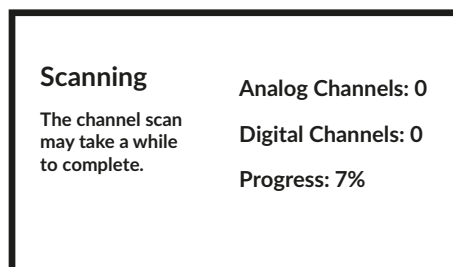 Scanning
The channel scan
may take a while
to complete.
Analog Channels: 0
Digital Channels: 0
Progress: 7%